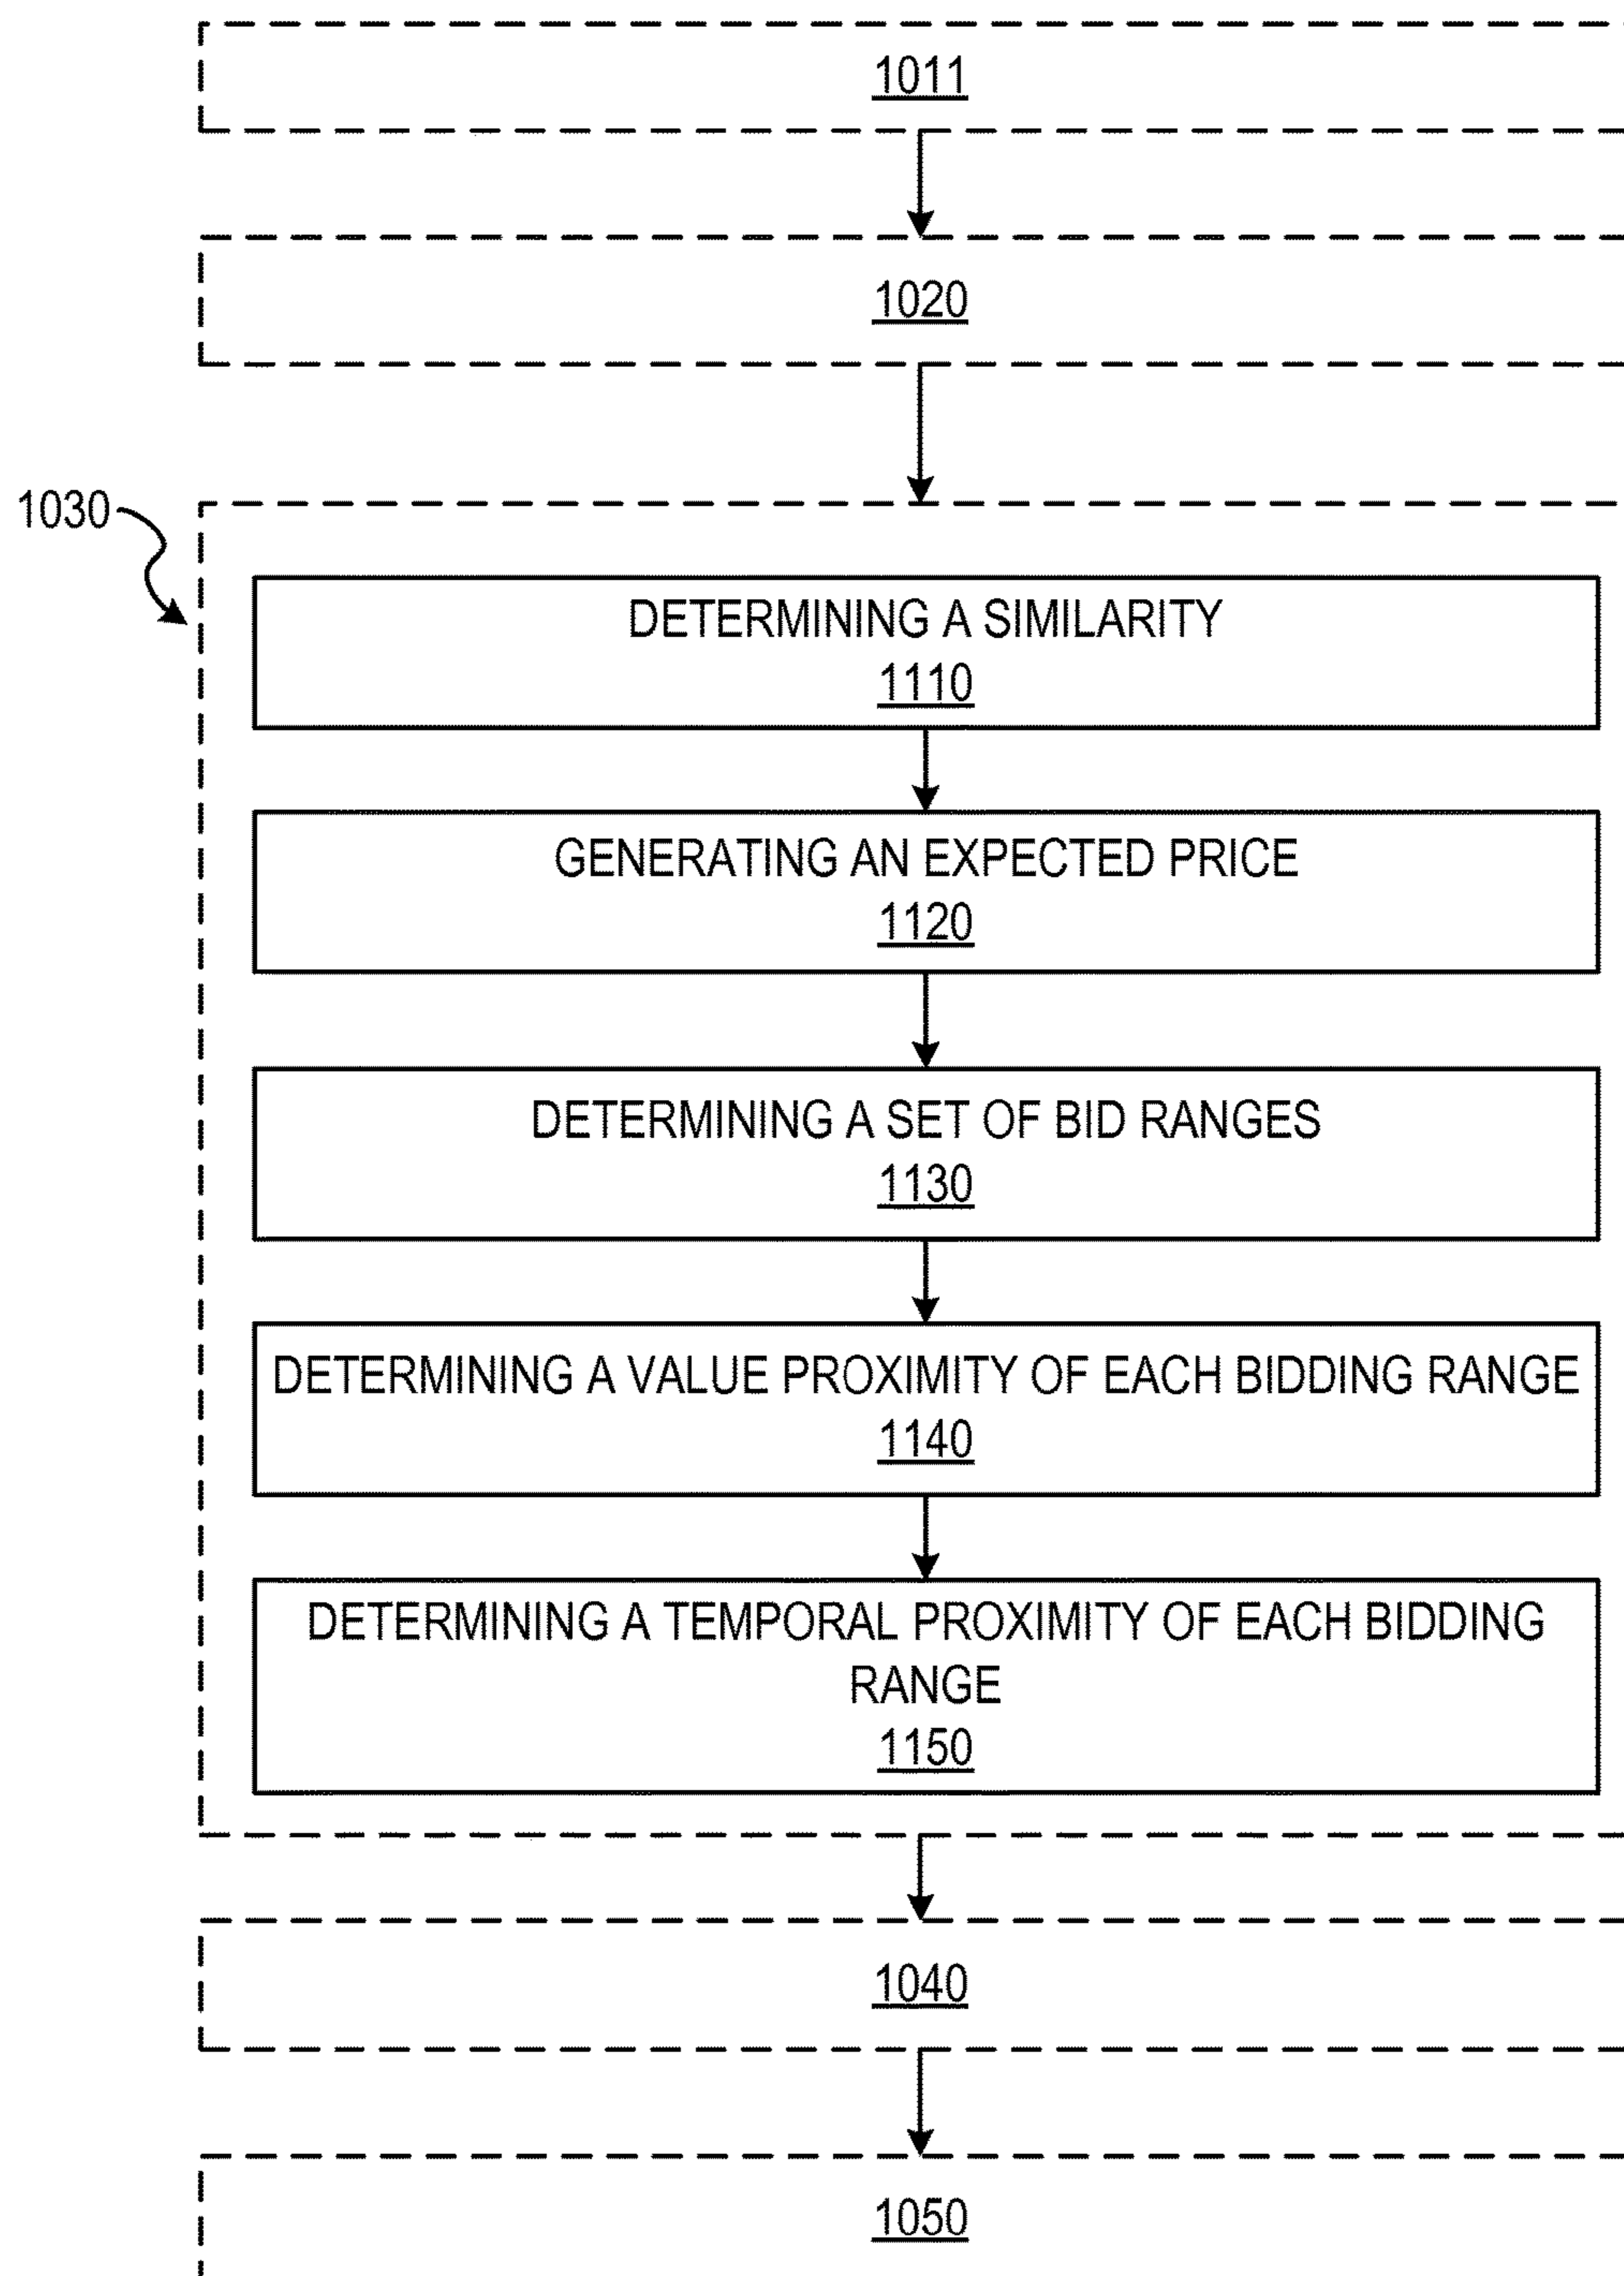 1011
1020
1030
DETERMINING A SIMILARITY
1110
GENERATING AN EXPECTED PRICE
1120
DETERMINING A SET OF BID RANGES
1130
DETERMINING A VALUE PROXIMITY OF EACH BIDDING RANGE
1140
DETERMINING A TEMPORAL PROXIMITY OF EACH BIDDING
RANGE
1150
1040
1050